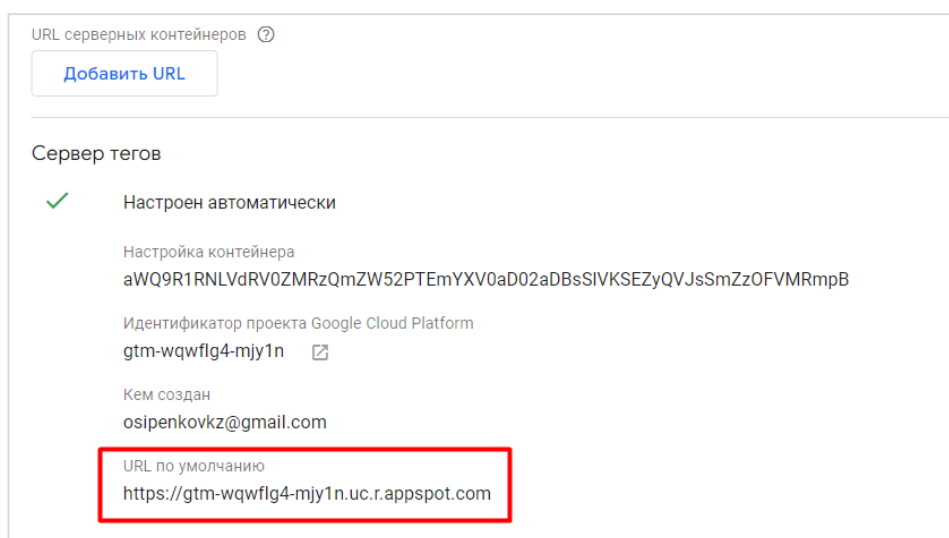 URL серверных контейнеров
Добавить URL
Сервер тегов
Настроен автоматически
Настройка контейнера
aWQ9R1RNLVdRV0ZMRzQmZW52PTEmYXV0aD02aDBsSlVKSEZyQVJsSmZzOFVMRmpB
Идентификатор проекта Google Cloud Platform
gtm-wqwflg4-mjy1n
Кем создан
osipenkovkz@gmail.com
URL по умолчанию
https://gtm-wqwflg4-mjy1n.uc.r.appspot.com